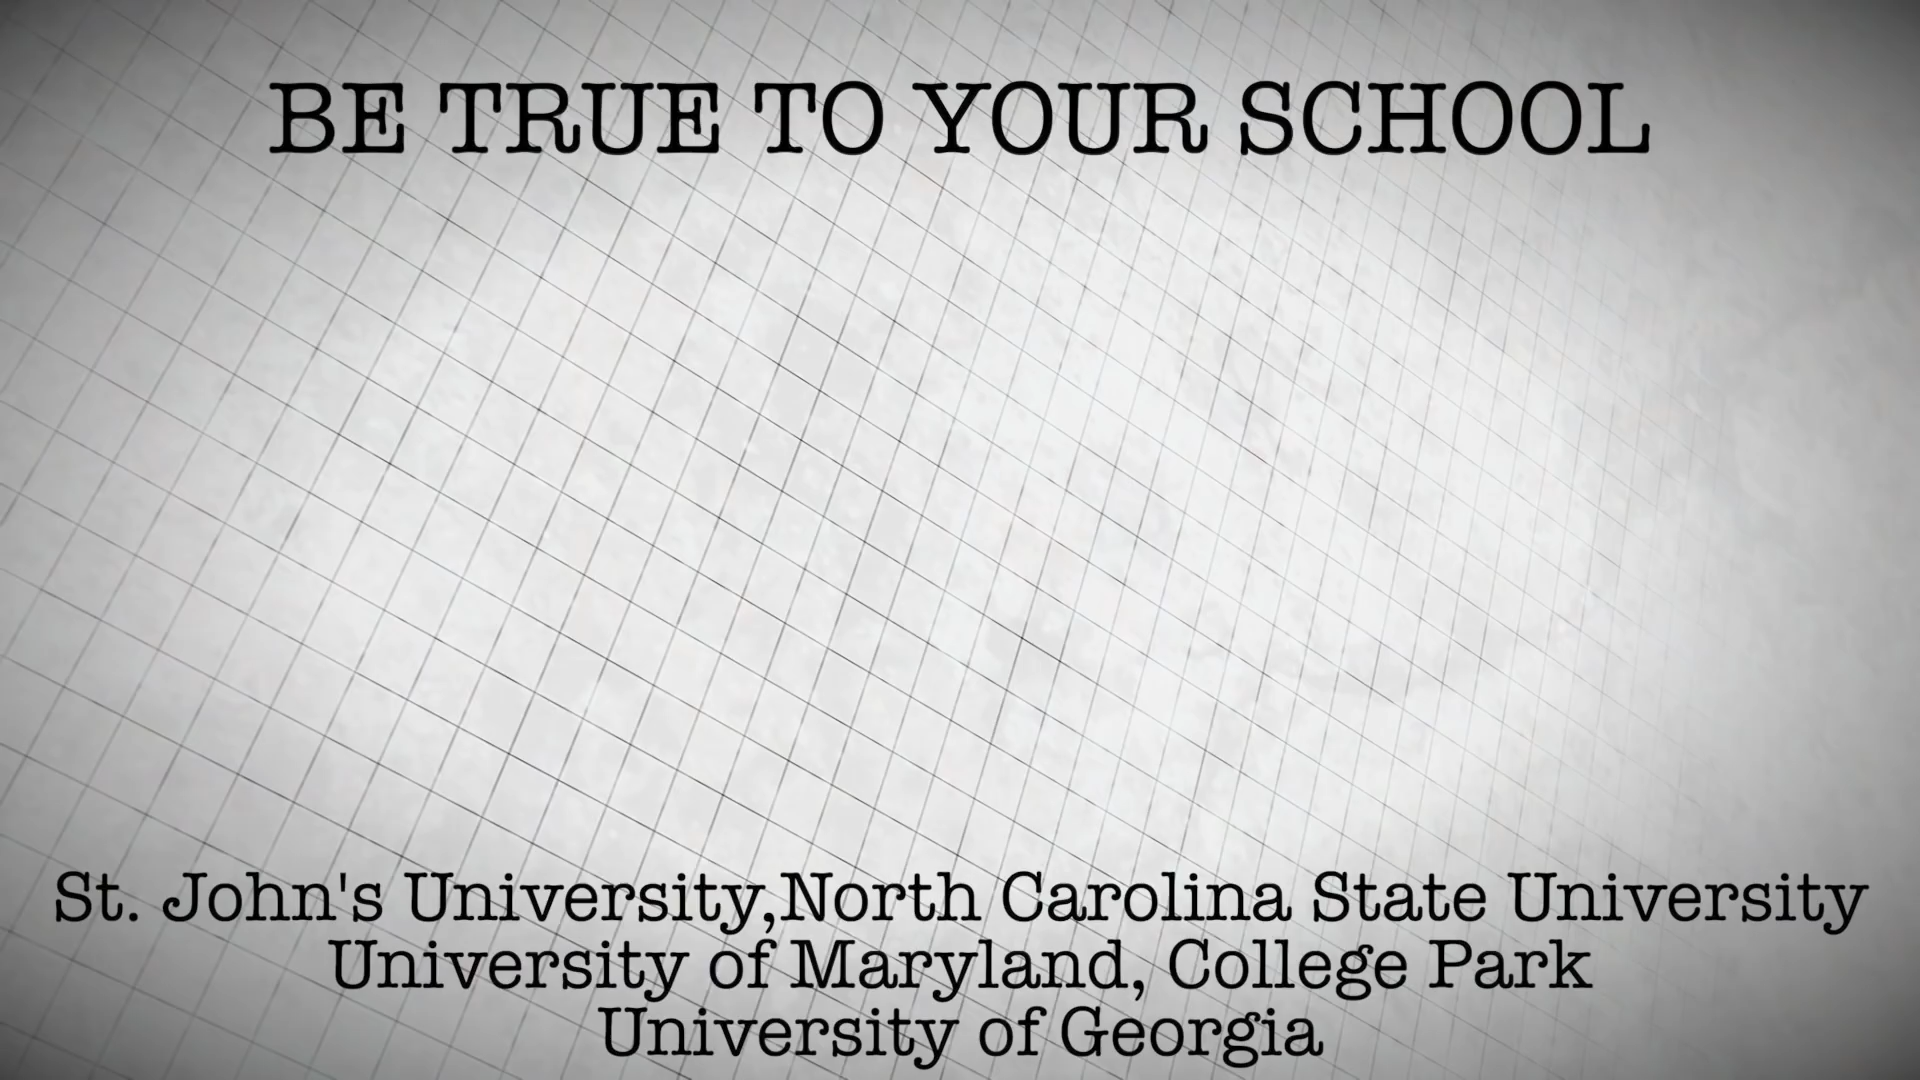 BE TRUE TO YOUR SCHOOL
St. John's University,North Carolina State University
University of Maryland, College Park
University of Georgia